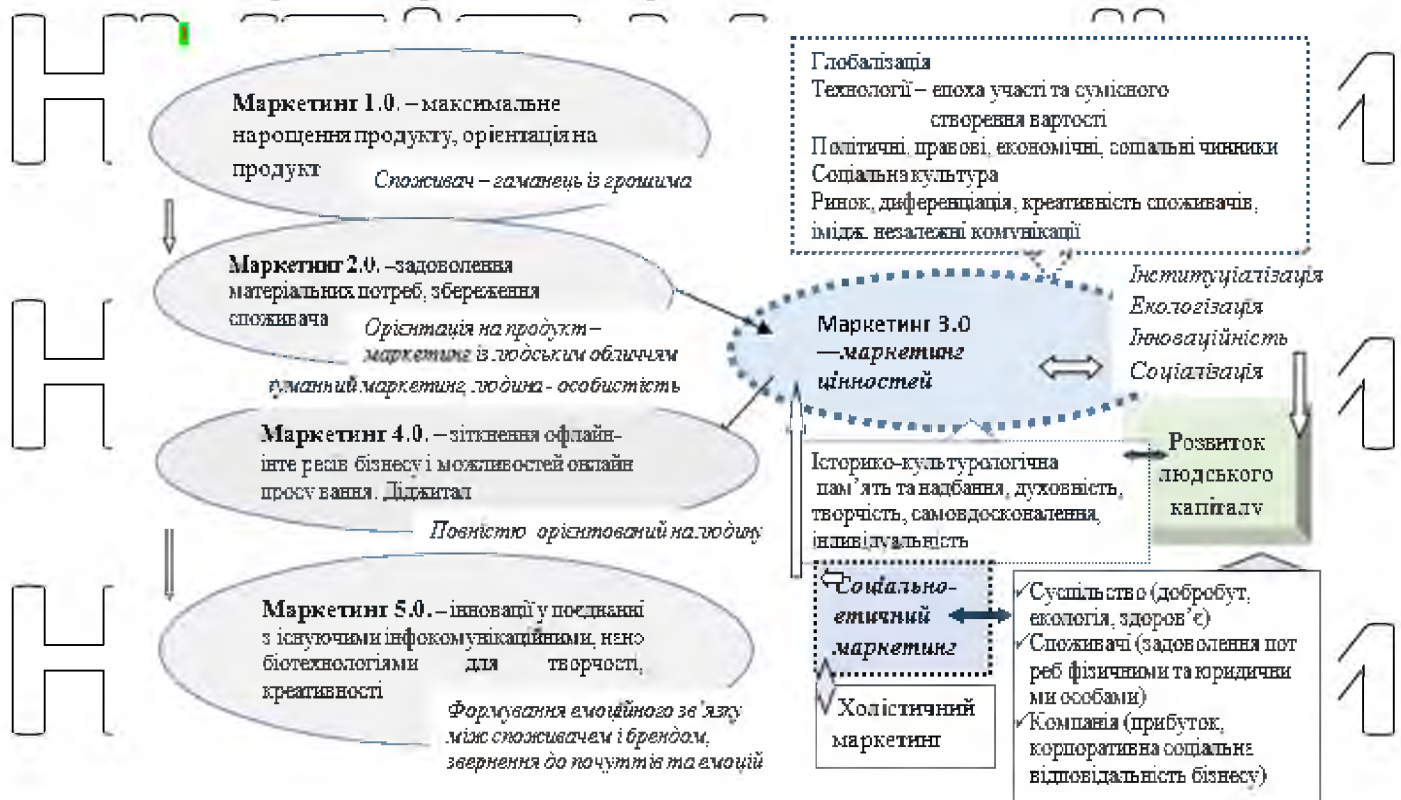 Маркетинг 1.0. – максимальне
нарощення продукту, орієнтація на
продукт
Споживач – гаманець із грошима
Маркетинг 2.0. –задоволення
матеріальних потреб, збереження
споживача
Орієнтація на продукт –
маркетинг із людським обличчям
гуманний маркетинг, людина - особистість
Маркетинг 4.0. – зіткнення офлайн-
інте ресів бізнесу і можливостей онлайн
просу вання. Діджитал
Повністю орієнтований на людину
Маркетинг 5.0. – інновації у поєднанні
з існуючими інфокомунікаційними, нано
біотехнологіями для творчості,
креативності
Формування емоційного зв’язку
між споживачем і брендом,
звернення до почуттів та емоцій
Глобалізація
Технології – епоха участі та сумісного
створення вартості
Політичні, правові, економічні, соціальні чинники
Соціальна культура
Ринок, диференціація, креативність споживачів,
імідж, незалежні комунікації
Маркетинг 3.0
—маркетинг
цінностей
Інституціалізація
Екологізація
Інноваційність
Соціалізація
Розвиток
людського
капіталу
Історико-культурологічна
пам’ять та надбання, духовність,
творчість, самовдосконалення,
індивідуальність
Соціально-
етичний
маркетинг
Холістичний
маркетинг
✓Суспільство (добробут,
екологія, здоров’є)
✓Споживачі (задоволення пот
реб фізичними та юридични
ми особами)
✓Компанія (прибуток,
корпоративна соціальна
відповідальність бізнесу)